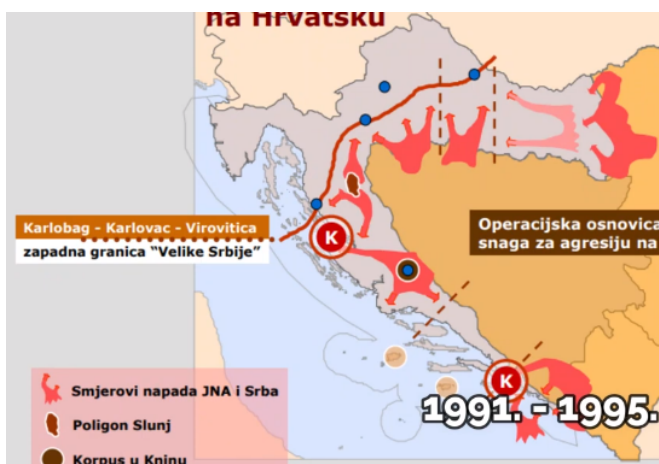 na Hrvatsku
Karlobag - Karlovac - Virovitica
zapadna granica "Velike Srbije"
Operacijska osnovica
snaga za agresiju na
K
K
1991. - 1995.
Smjerovi napada JNA i Srba
Poligon Slunj
Korpus u Kninu